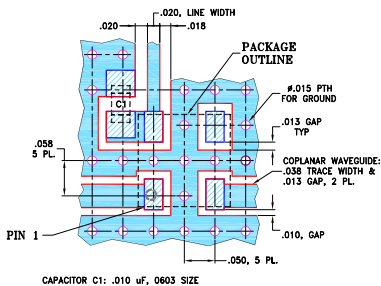 .020, LINE WIDTH
.020
.018
PACKAGE
OUTLINE
C1
ø.015 PTH
FOR GROUND
.013 GAP
TYP
.058
5 PL.
COPLANAR WAVEGUIDE:
.038 TRACE WIDTH &
.013 GAP, 2 PL.
PIN 1
.010, GAP
.050, 5 PL.
CAPACITOR C1: .010 uF, 0603 SIZE